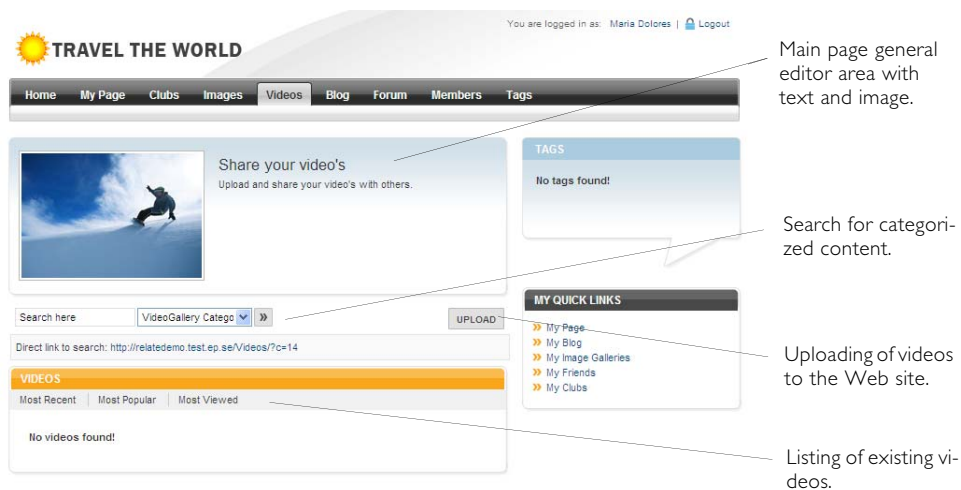 You are logged in as: Maria Dolores | Logout
TRAVEL THE WORLD
Home My Page Clubs Images Videos Blog Forum Members Tags
Share your video's
Upload and share your video's with others.
TAGS
No tags found!
Search here
VideoGallery Catego
»
UPLOAD
Direct link to search: http://relatedemo.test.ep.se/Videos/?c=14
VIDEOS
Most Recent | Most Popular | Most Viewed
No videos found!
MY QUICK LINKS
» My Page
» My Blog
» My Image Galleries
» My Friends
» My Clubs
Main page general
editor area with
text and image.
Search for categori-
zed content.
Uploading of videos
to the Web site.
Listing of existing vi-
deos.